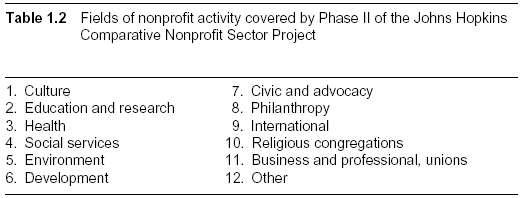 Table 1.2 Fields of nonprofit activity covered by Phase II of the Johns Hopkins
Comparative Nonprofit Sector Project
1. Culture
2. Education and research
3. Health
4. Social services
5. Environment
6. Development
7. Civic and advocacy
8. Philanthropy
9. International
10. Religious congregations
11. Business and professional, unions
12. Other